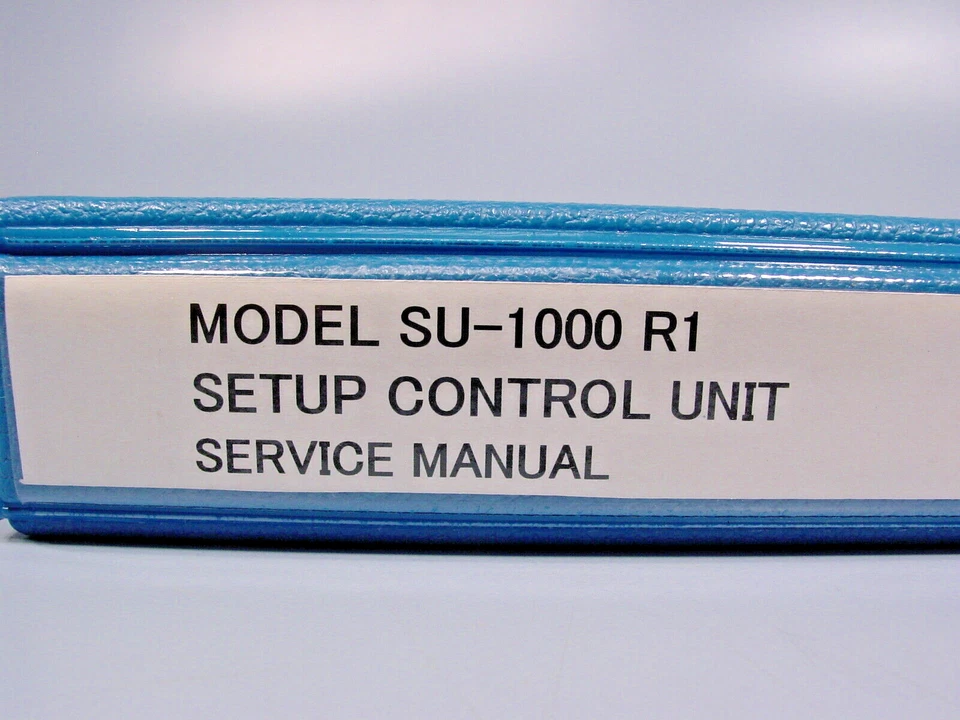 MODEL SU-1000 R1
SETUP CONTROL UNIT
SERVICE MANUAL